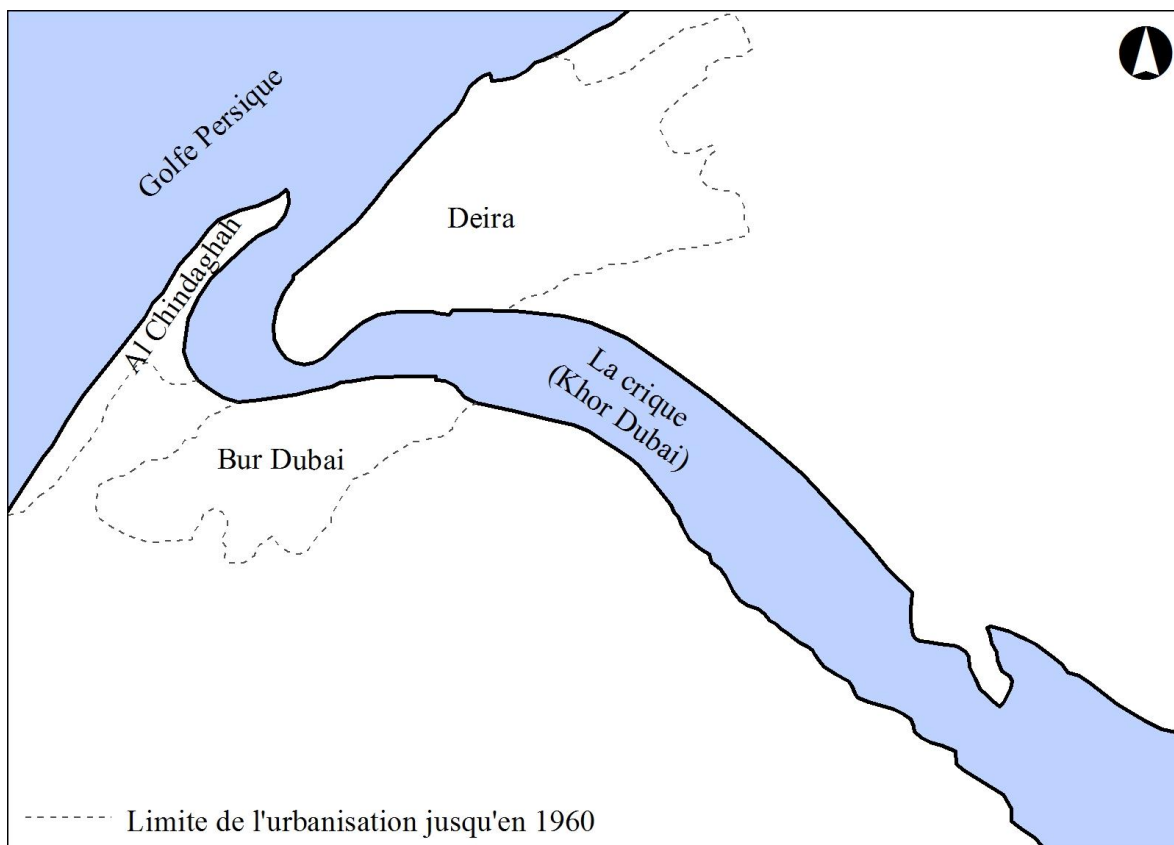 Golfe Persique
Deira
Al Chindaghah
La crique
(Khor Dubai)
Bur Dubai
Limite de l'urbanisation jusqu'en 1960